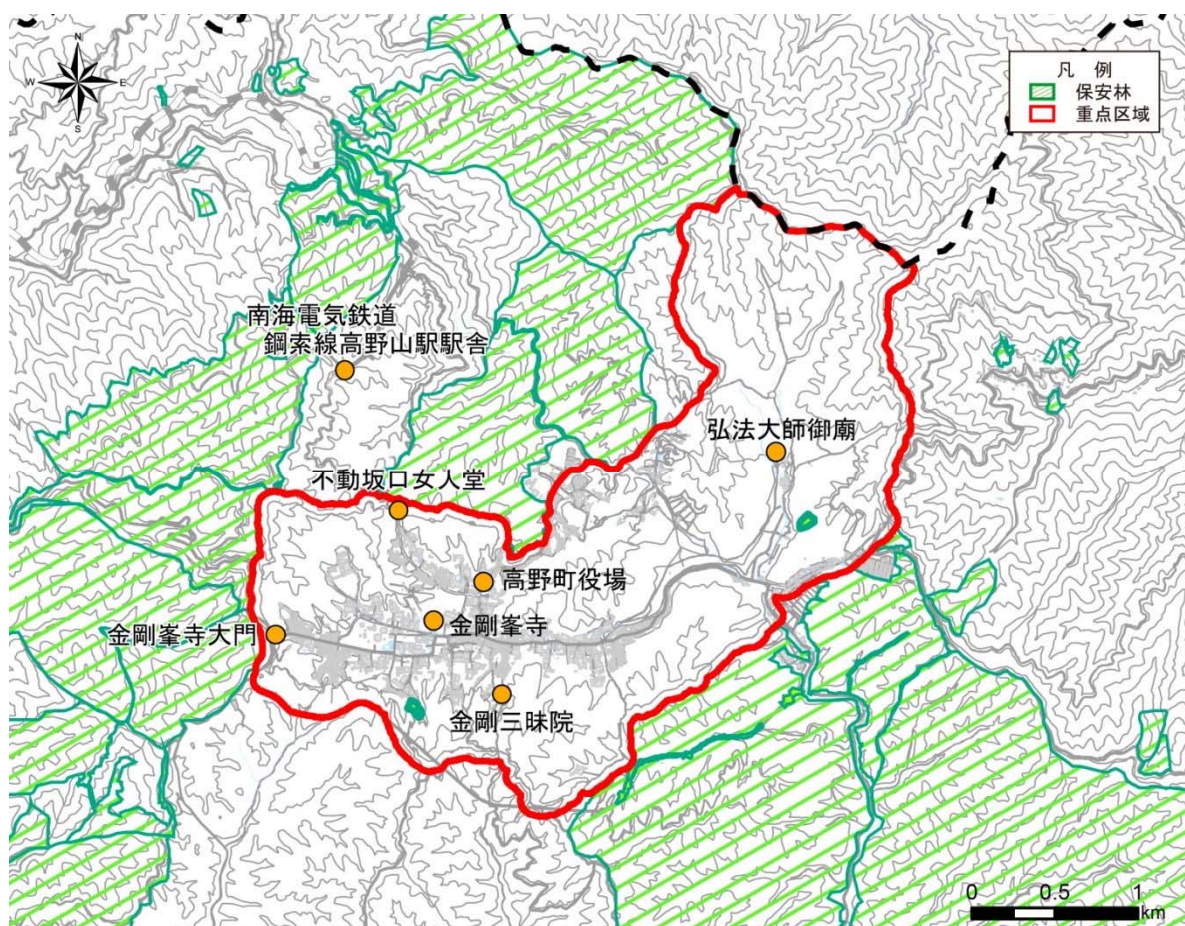 N
W
E
S
凡 例
保安林
重点区域
南海電気鉄道
鋼索線高野山駅駅舎
弘法大師御廟
不動坂口女人堂
高野町役場
金剛峯寺
金剛峯寺大門
金剛三昧院
0 0.5 1
km